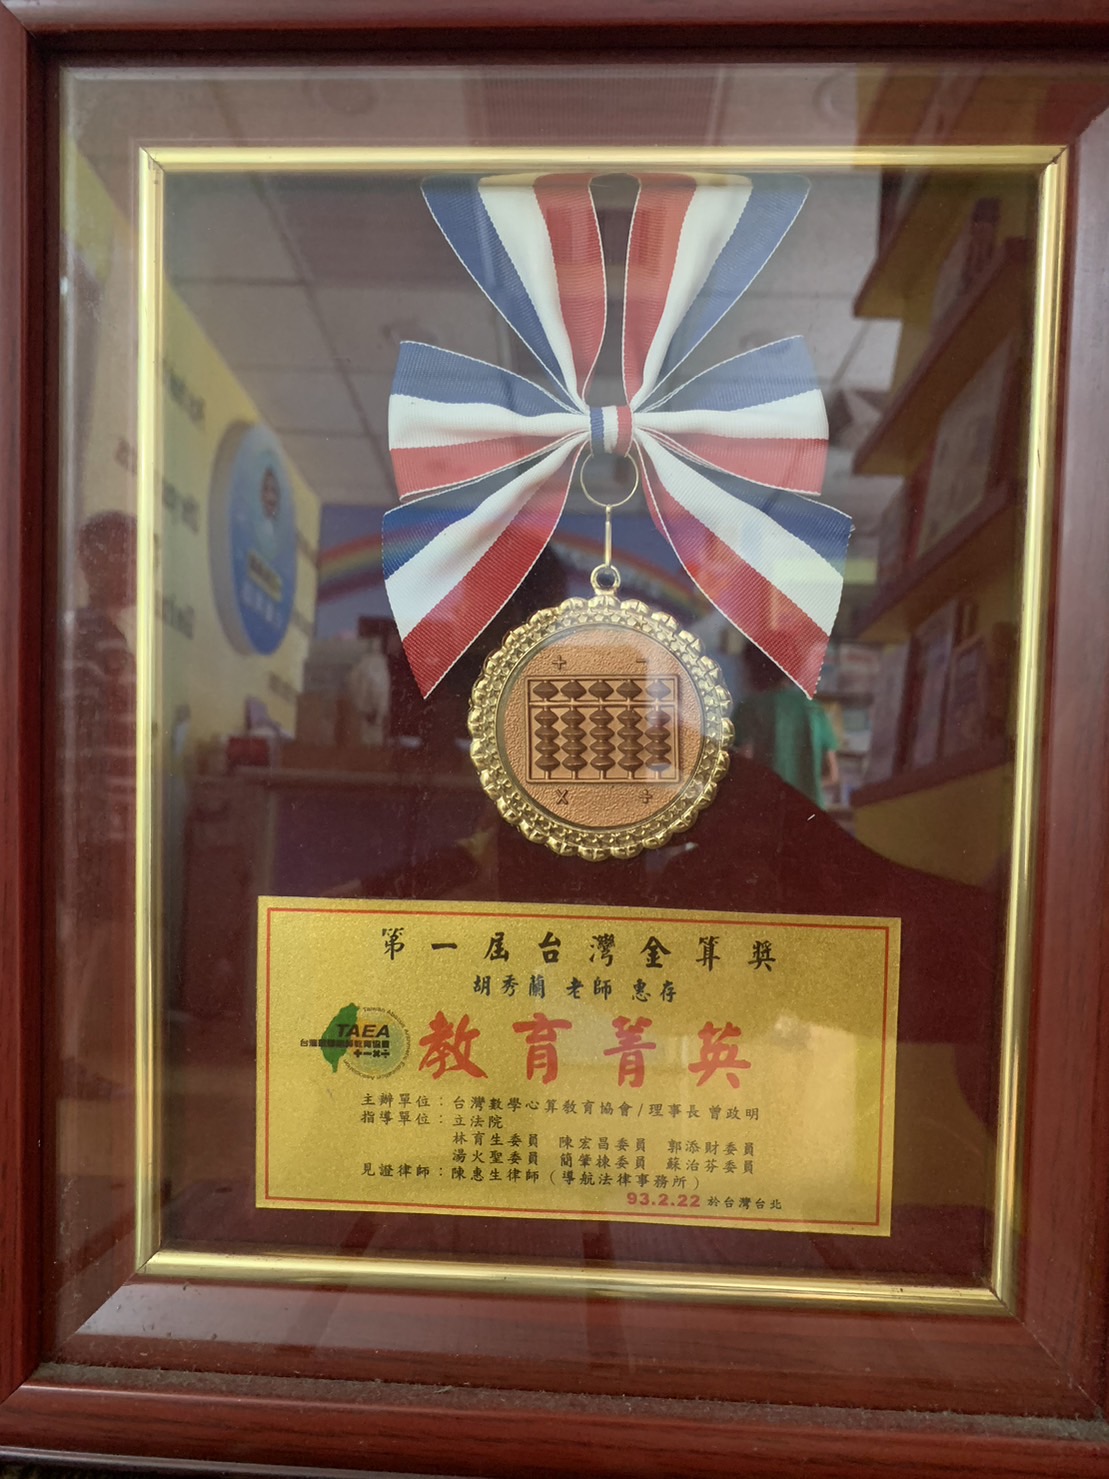 ＋ －
× ÷
第一屆台灣金算獎
胡秀蘭 老師 惠存
TAEA
＋－×÷
教育菁英
主辦單位：台灣數學心算教育協會/理事長 曾政明
指導單位：立法院
林育生委員 陳宏昌委員 郭添財委員
湯火聖委員 簡肇棟委員 蘇治芬委員
見證律師：陳惠生律師（導航法律事務所）
93.2.22 於台灣台北